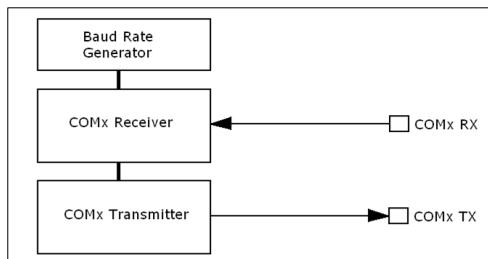 Baud Rate
Generator
COMx Receiver
COMx RX
COMx Transmitter
COMx TX